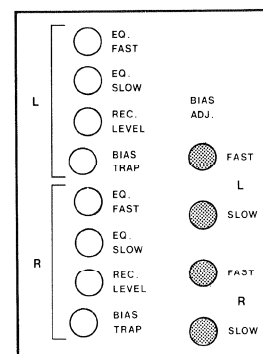 L
EQ.
FAST
EQ.
SLOW
REC.
LEVEL
BIAS
TRAP
R
EQ.
FAST
EQ.
SLOW
REC.
LEVEL
BIAS
TRAP
BIAS
ADJ.
FAST
L
SLOW
FAST
R
SLOW